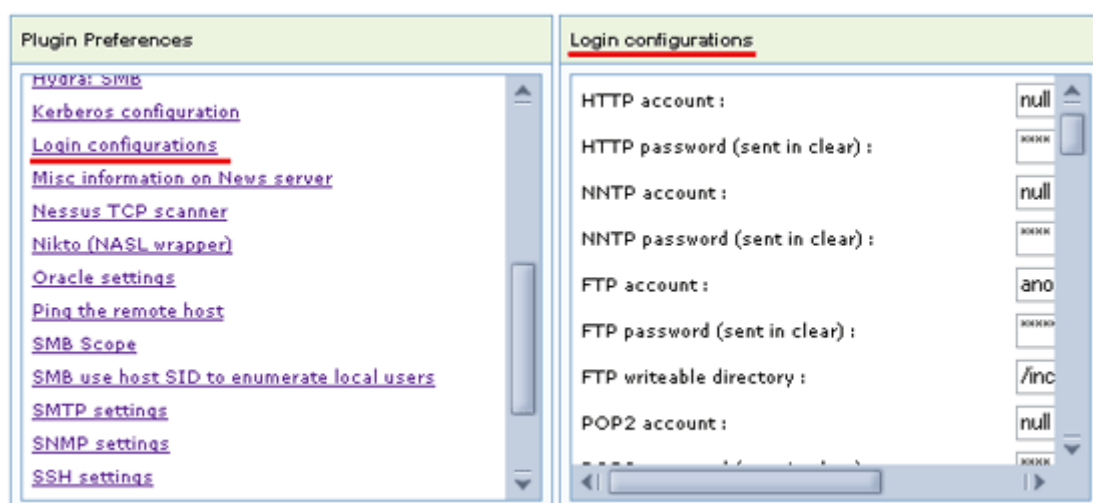 Plugin Preferences
Hydra: SMB
Kerberos configuration
Login configurations
Misc information on News server
Nessus TCP scanner
Nikto (NASL wrapper)
Oracle settings
Ping the remote host
SMB Scope
SMB use host SID to enumerate local users
SMTP settings
SNMP settings
SSH settings
Login configurations
HTTP account : null
HTTP password (sent in clear) : ****
NNTP account : null
NNTP password (sent in clear) : ****
FTP account : ano
FTP password (sent in clear) : *****
FTP writeable directory : /inc
POP2 account : null
****